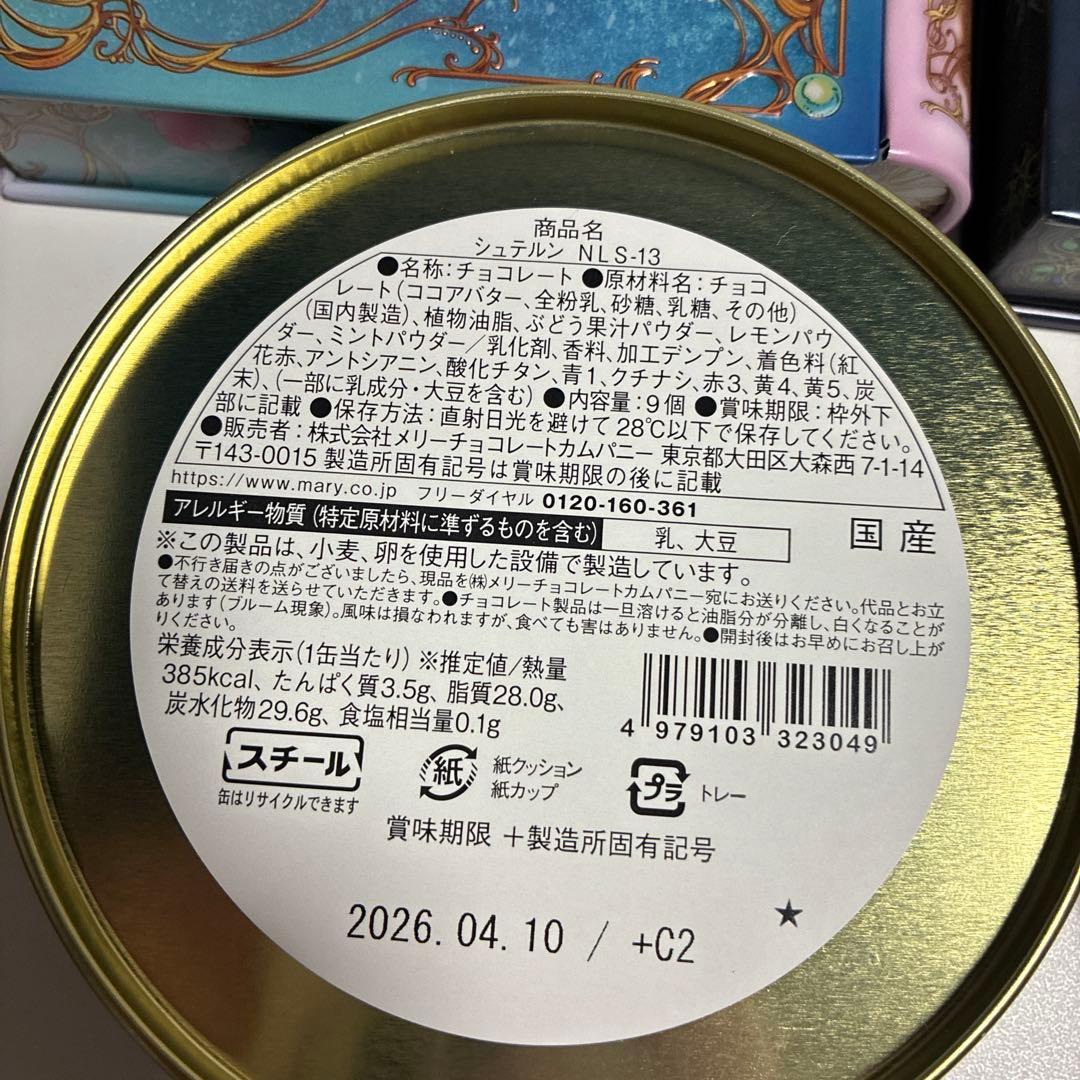 商品名
シュテルン NLS-13
●名称:チョコレート ●原材料名:チョコ
レート(ココアバター、全粉乳、砂糖、乳糖、その他)
(国内製造)、植物油脂、ぶどう果汁パウダー、レモンパウ
ダー、ミントパウダー/乳化剤、香料、加工デンプン、着色料(紅
花赤、アントシアニン、酸化チタン、青1、クチナシ、赤3、黄4、黄5、炭
末)、(一部に乳成分・大豆を含む) ●内容量:9個 ●賞味期限:枠外下
部に記載 ●保存方法:直射日光を避けて28℃以下で保存してください。
●販売者:株式会社メリーチョコレートカムパニー 東京都大田区大森西7-1-14
〒143-0015 製造所固有記号は賞味期限の後に記載
https://www.mary.co.jp フリーダイヤル 0120-160-361
アレルギー物質(特定原材料に準ずるものを含む) 乳、大豆 国産
※この製品は、小麦、卵を使用した設備で製造しています。
●不行き届きの点がございましたら、現品を(株)メリーチョコレートカムパニー宛にお送りください。代品とお立
て替えの送料を送らせていただきます。●チョコレート製品は一旦溶けると油脂分が分離し、白くなることが
あります(ブルーム現象)。風味は損なわれますが、食べても害はありません。●開封後はお早めにお召し上が
りください。
栄養成分表示(1缶当たり) ※推定値/熱量
385kcal、たんぱく質3.5g、脂質28.0g、
炭水化物29.6g、食塩相当量0.1g
4 979103 323049
スチール
缶はリサイクルできます
紙
紙クッション
紙カップ
プラ
トレー
賞味期限 +製造所固有記号
★
2026.04.10 / +C2